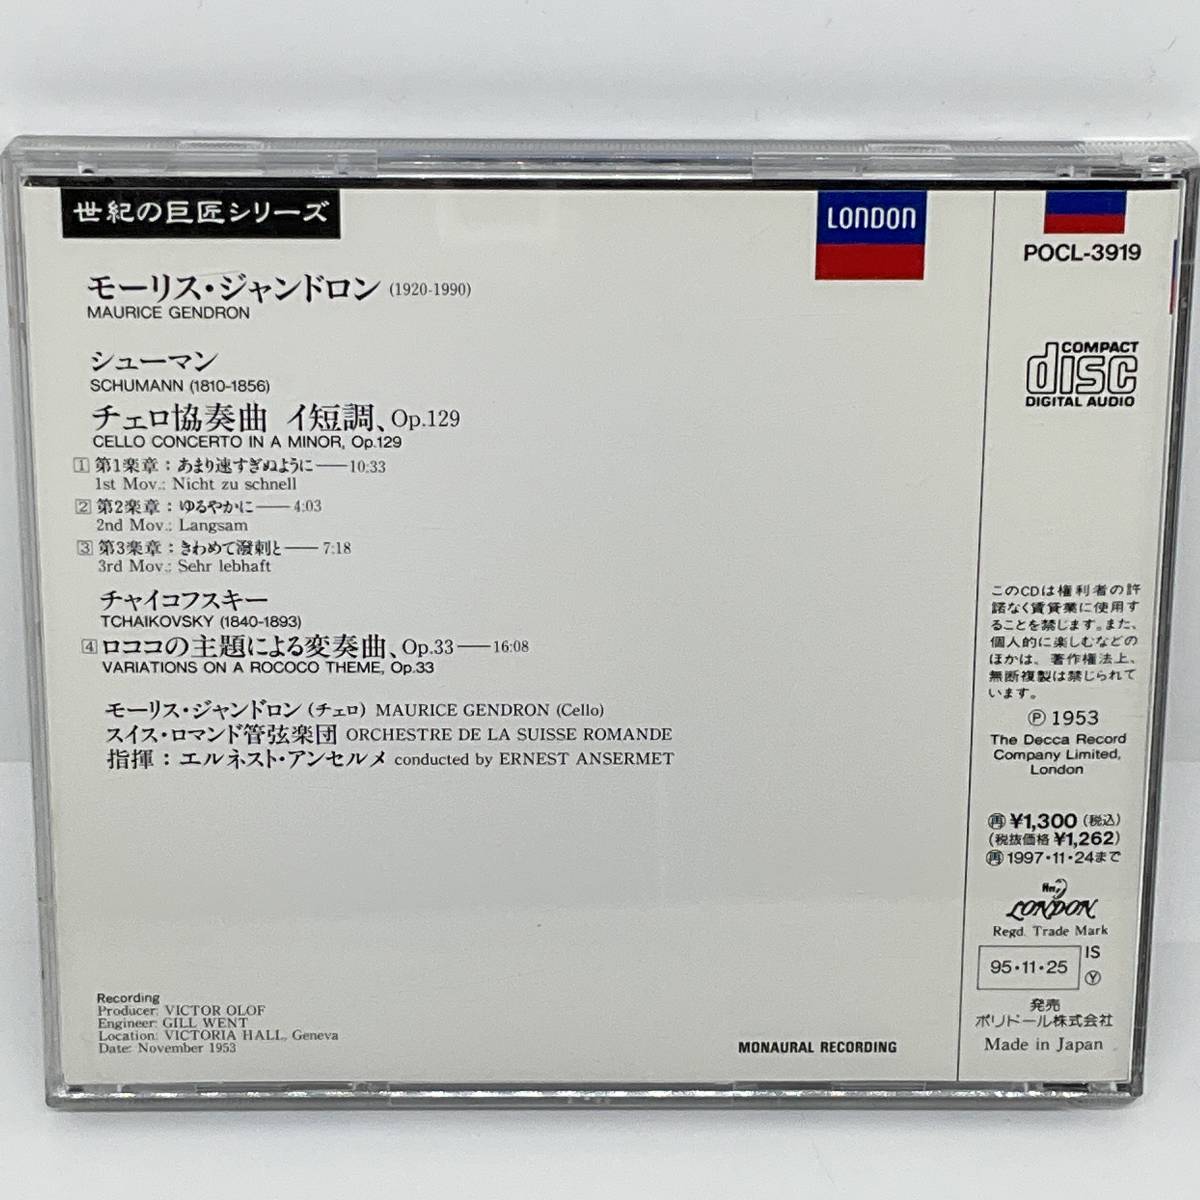 世紀の巨匠シリーズ
モーリス・ジャンドロン (1920-1990)
MAURICE GENDRON
シューマン
SCHUMANN (1810-1856)
チェロ協奏曲 イ短調、Op.129
CELLO CONCERTO IN A MINOR, Op.129
1 第1楽章：あまり速すぎぬように——10:33
1st Mov.: Nicht zu schnell
2 第2楽章：ゆるやかに——4:03
2nd Mov.: Langsam
3 第3楽章：きわめて潑剌と——7:18
3rd Mov.: Sehr lebhaft
チャイコフスキー
TCHAIKOVSKY (1840-1893)
4 ロココの主題による変奏曲、Op.33——16:08
VARIATIONS ON A ROCOCO THEME, Op.33
モーリス・ジャンドロン (チェロ) MAURICE GENDRON (Cello)
スイス・ロマンド管弦楽団 ORCHESTRE DE LA SUISSE ROMANDE
指揮：エルネスト・アンセルメ conducted by ERNEST ANSERMET
Recording
Producer: VICTOR OLOF
Engineer: GILL WENT
Location: VICTORIA HALL, Geneva
Date: November 1953
MONAURAL RECORDING
LONDON
POCL-3919
COMPACT
disc
DIGITAL AUDIO
このCDは権利者の許
諾なく賃貸業に使用す
ることを禁じます。また、
個人的に楽しむなどの
ほかは、著作権法上、
無断複製は禁じられて
います。
Ⓟ 1953
The Decca Record
Company Limited,
London
㊞再 ¥1,300 (税込)
(税抜価格 ¥1,262)
再 1997・11・24まで
LONDON
Regd. Trade Mark
95・11・25 IS
Ⓨ
発売
ポリドール株式会社
Made in Japan